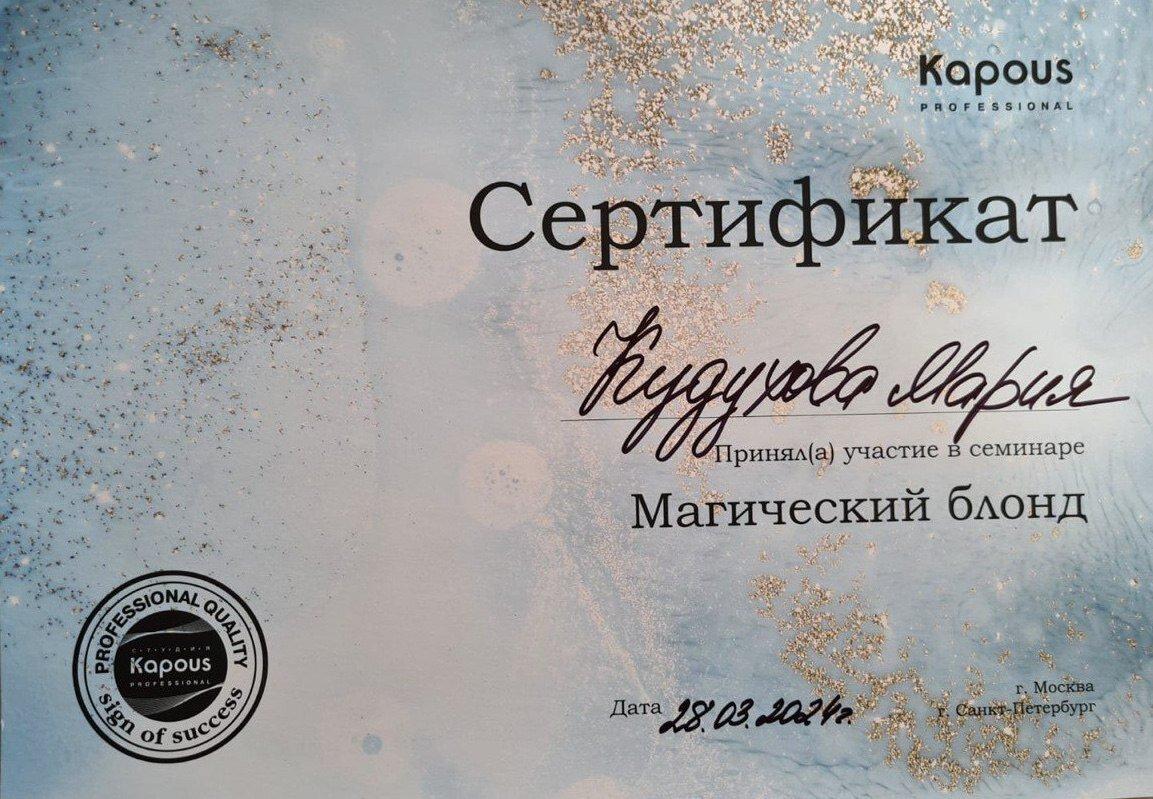 Kapous
PROFESSIONAL
Сертификат
Кудухова Мария
Принял(а) участие в семинаре
Магический блонд
PROFESSIONAL QUALITY
СТУДИЯ
Kapous
PROFESSIONAL
sign of success
Дата 28.03.2024г.
г. Москва
г. Санкт-Петербург